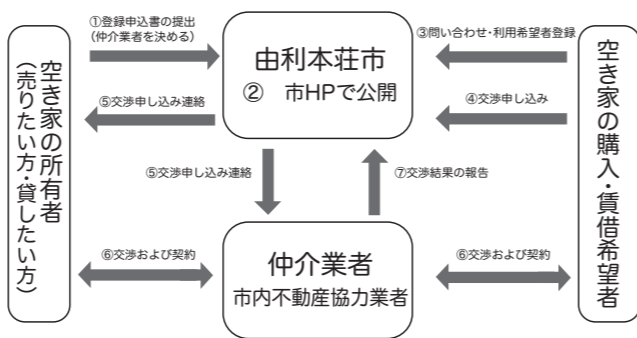 空き家の所有者
（売りたい方・貸したい方）
①登録申込書の提出
（仲介業者を決める）
⑤交渉申し込み連絡
由利本荘市
②　市HPで公開
③問い合わせ・利用希望者登録
④交渉申し込み
空き家の購入・賃借希望者
⑤交渉申し込み連絡
⑦交渉結果の報告
⑥交渉および契約
仲介業者
市内不動産協力業者
⑥交渉および契約